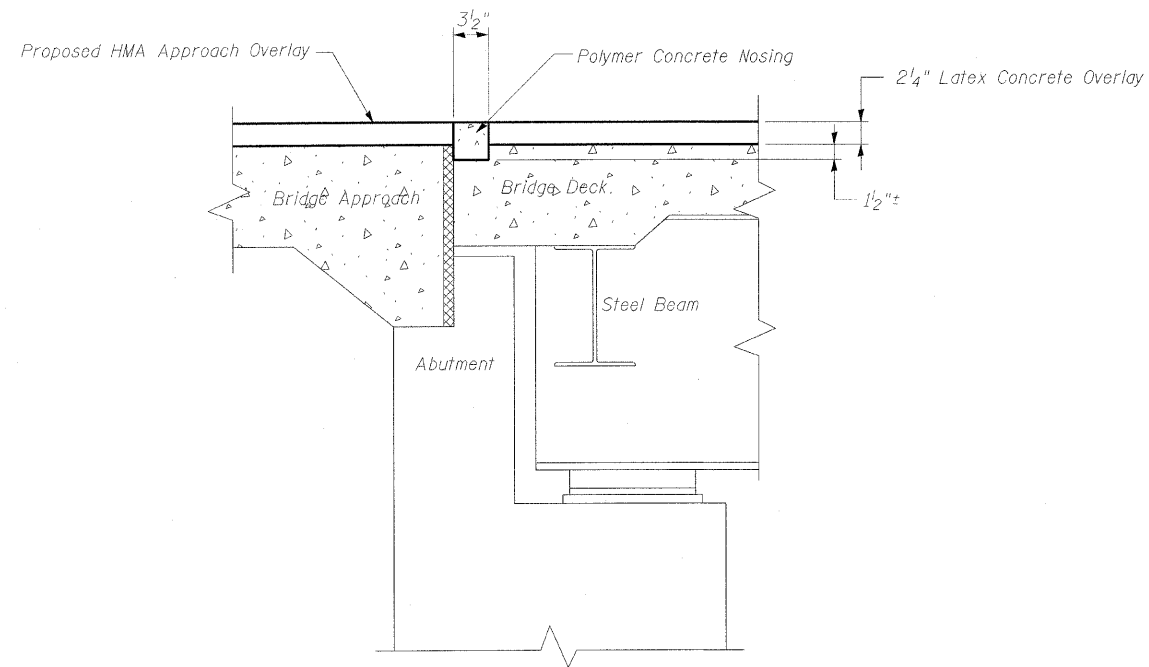 3½"
Proposed HMA Approach Overlay
Polymer Concrete Nosing
2¼" Latex Concrete Overlay
Bridge Approach
Bridge Deck
1½"±
Steel Beam
Abutment